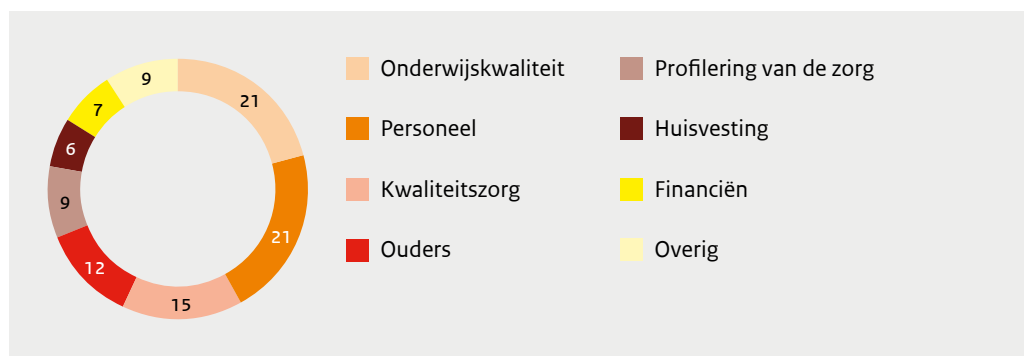 9
21
7
6
9
21
12
15
Onderwijskwaliteit
Personeel
Kwaliteitszorg
Ouders
Profilering van de zorg
Huisvesting
Financiën
Overig